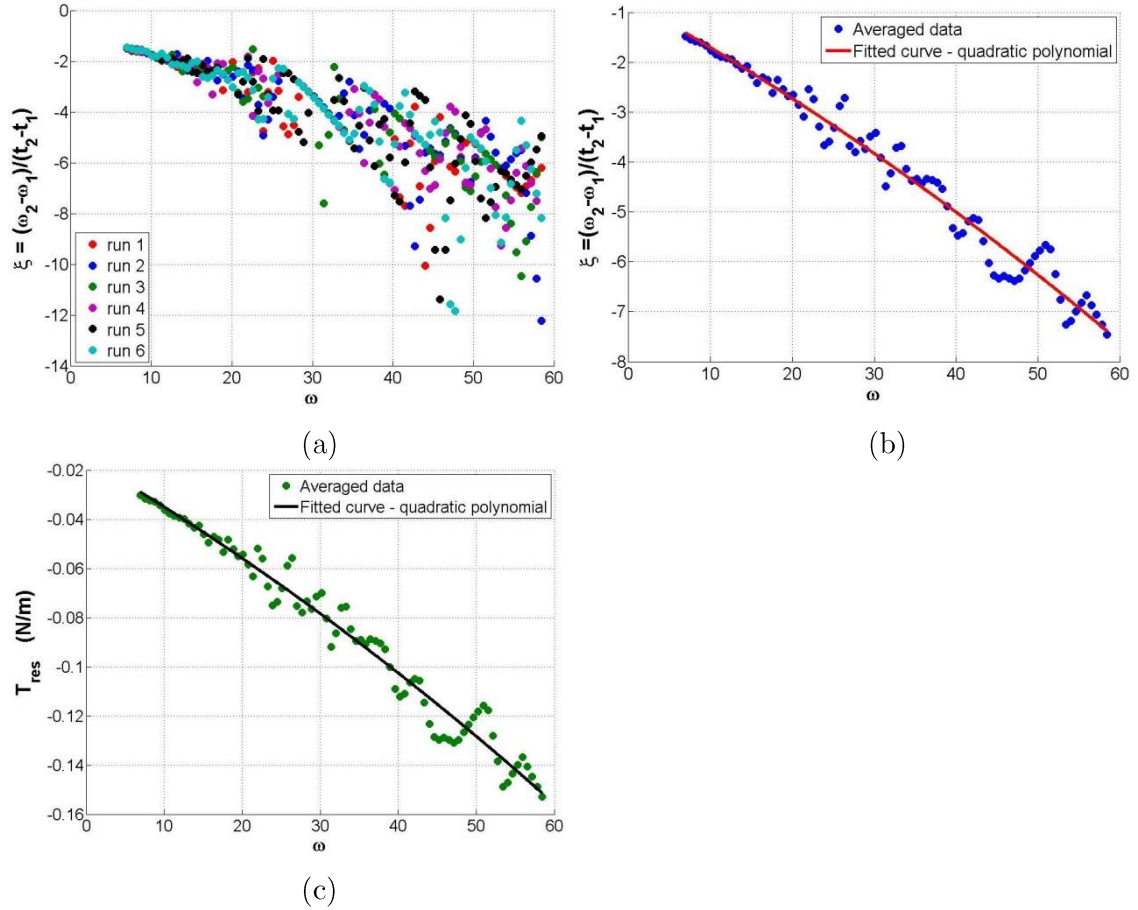 0
-2
-4
-6
-8
-10
-12
-14
0 10 20 30 40 50 60
ξ = (ω₂-ω₁)/(t₂-t₁)
ω
run 1
run 2
run 3
run 4
run 5
run 6
(a)
-1
-2
-3
-4
-5
-6
-7
-8
0 10 20 30 40 50 60
ξ =(ω₂-ω₁)/(t₂-t₁)
ω
Averaged data
Fitted curve - quadratic polynomial
(b)
-0.02
-0.04
-0.06
-0.08
-0.1
-0.12
-0.14
-0.16
0 10 20 30 40 50 60
T_res (N/m)
ω
Averaged data
Fitted curve - quadratic polynomial
(c)